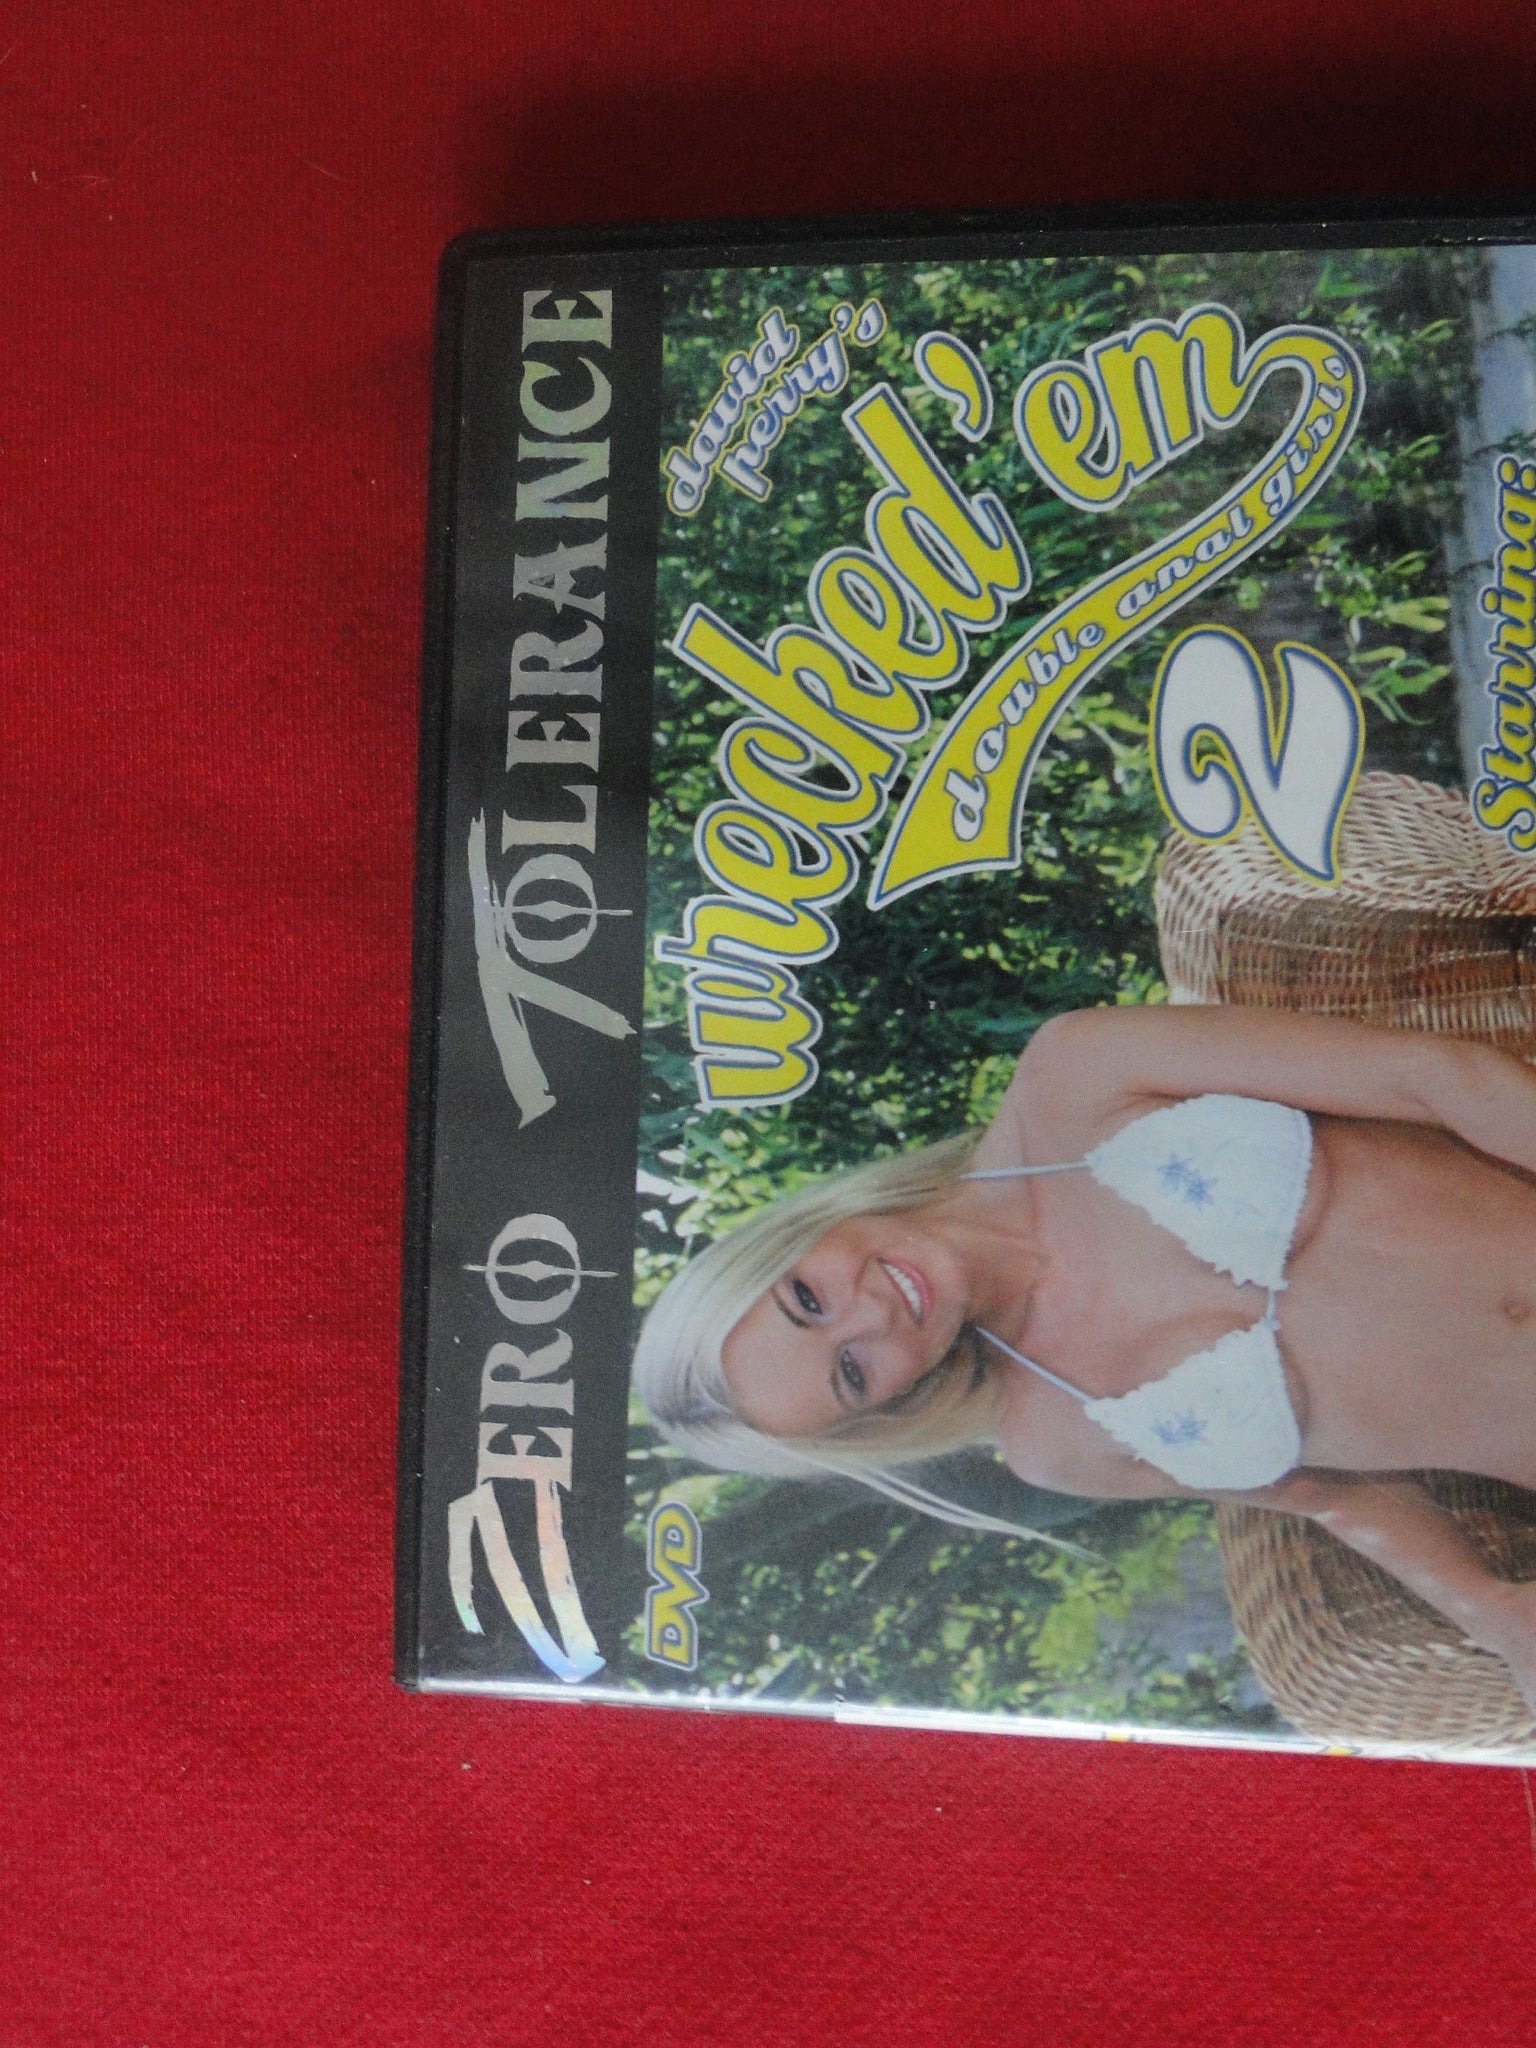 ZERO TOLERANCE
david
perry's
wrecked 'em
double anal girls
2
DVD
Starring: